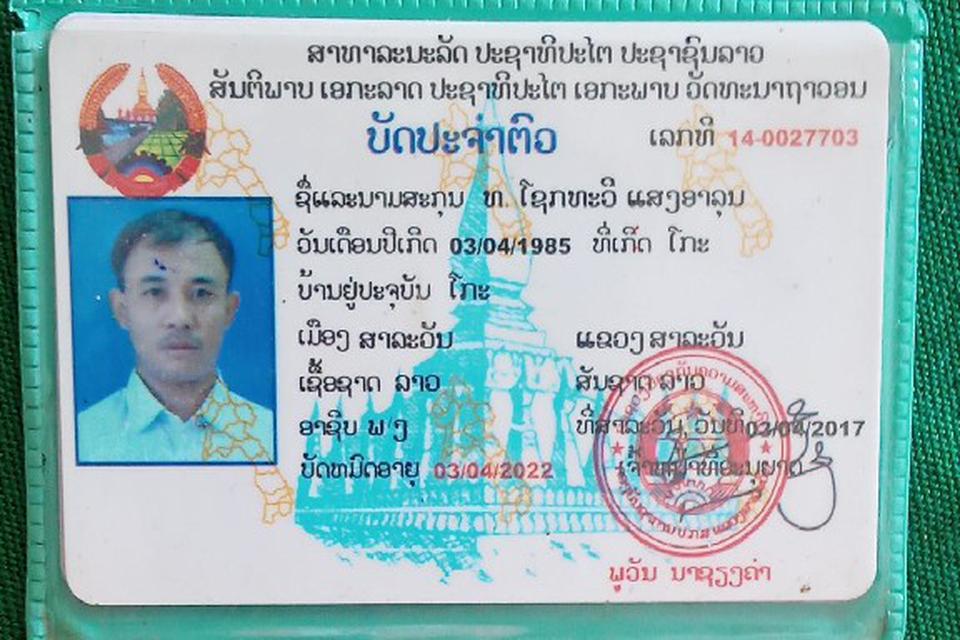 ສາທາລະນະລັດ ປະຊາທິປະໄຕ ປະຊາຊົນລາວ
ສັນຕິພາບ ເອກະລາດ ປະຊາທິປະໄຕ ເອກະພາບ ວັດທະນາຖາວອນ
ບັດປະຈຳຕົວ
ເລກທີ 14-0027703
ຊື່ແລະນາມສະກຸນ ທ. ໂຊກທະວີ ແສງອາລຸນ
ວັນເດືອນປີເກີດ 03/04/1985 ທີ່ເກີດ ໂກະ
ບ້ານຢູ່ປະຈຸບັນ ໂກະ
ເມືອງ ສາລະວັນ ແຂວງ ສາລະວັນ
ເຊື້ອຊາດ ລາວ ສັນຊາດ ລາວ
ອາຊີບ ພ ງ ທີ່ສາລະວັນ, ວັນທີ 03/04/2017
ບັດຫມົດອາຍຸ 03/04/2022 ເຈົ້າຫນ້າທີ່ອະນຸຍາດ
ພູວັນ ນາຊຽງຄຳ